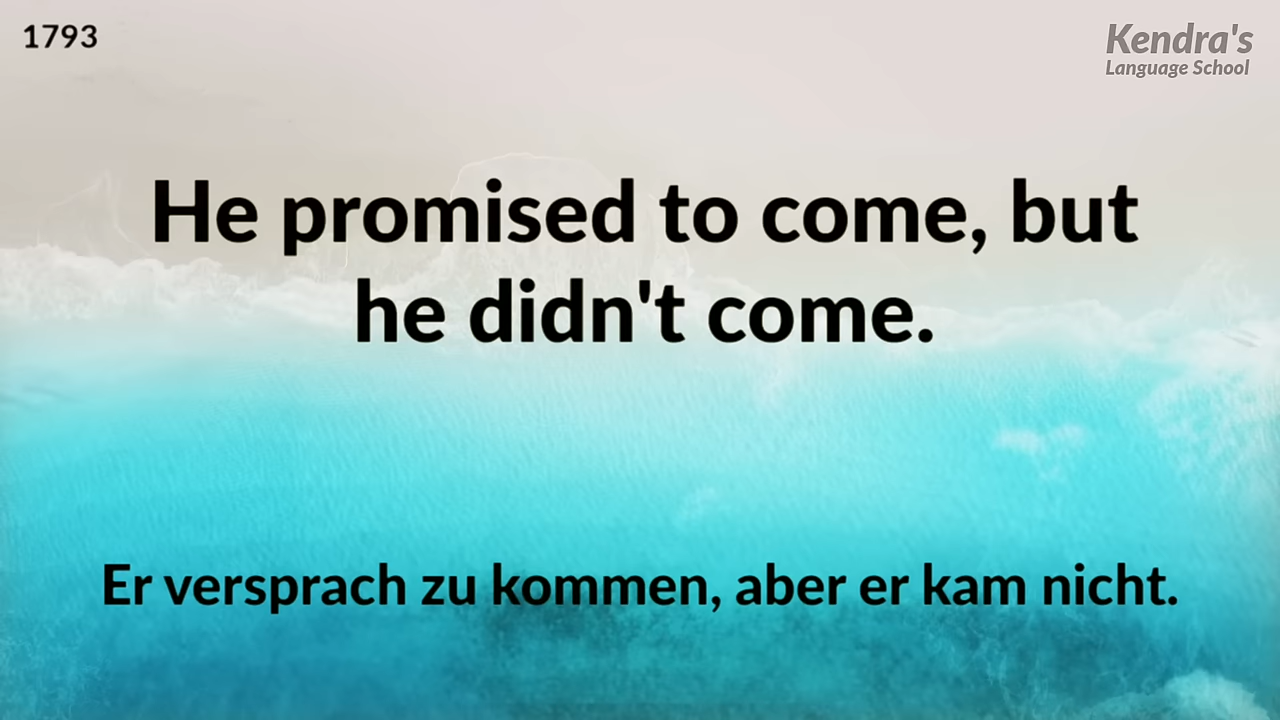 1793
Kendra's
Language School
He promised to come, but
he didn't come.
Er versprach zu kommen, aber er kam nicht.